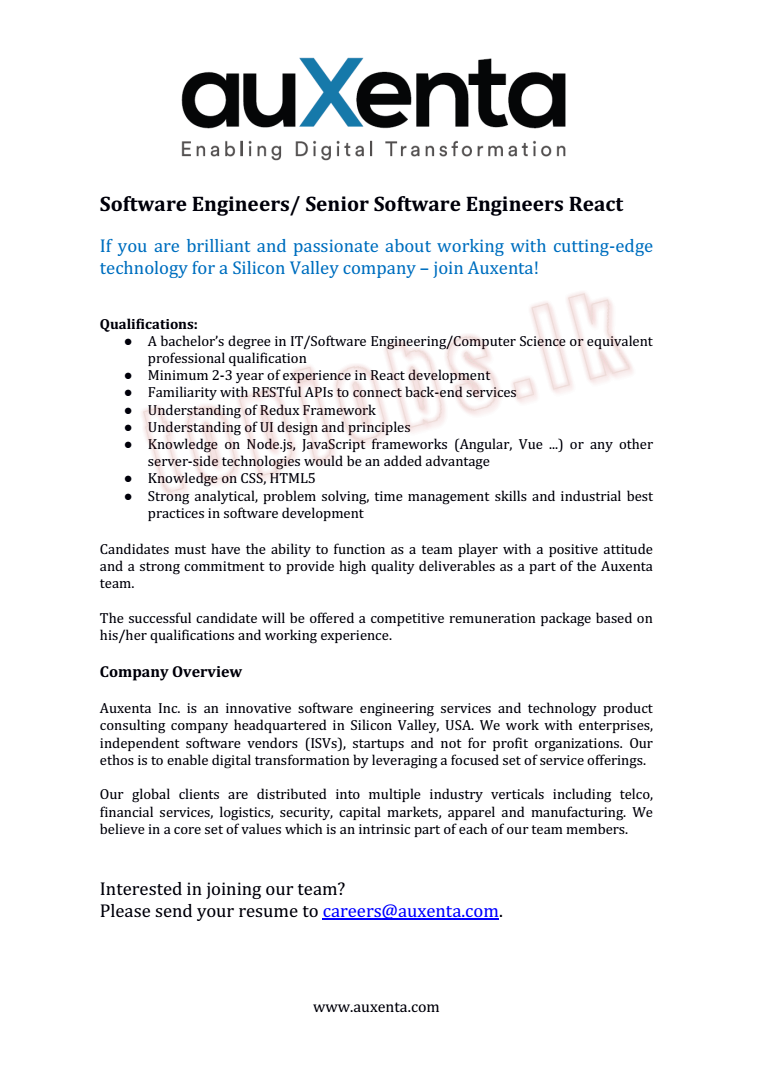 auXenta
Enabling Digital Transformation
Software Engineers/ Senior Software Engineers React
If you are brilliant and passionate about working with cutting-edge
technology for a Silicon Valley company – join Auxenta!
Qualifications:
● A bachelor's degree in IT/Software Engineering/Computer Science or equivalent
professional qualification
● Minimum 2-3 year of experience in React development
● Familiarity with RESTful APIs to connect back-end services
● Understanding of Redux Framework
● Understanding of UI design and principles
● Knowledge on Node.js, JavaScript frameworks (Angular, Vue ...) or any other
server-side technologies would be an added advantage
● Knowledge on CSS, HTML5
● Strong analytical, problem solving, time management skills and industrial best
practices in software development
Candidates must have the ability to function as a team player with a positive attitude
and a strong commitment to provide high quality deliverables as a part of the Auxenta
team.
The successful candidate will be offered a competitive remuneration package based on
his/her qualifications and working experience.
Company Overview
Auxenta Inc. is an innovative software engineering services and technology product
consulting company headquartered in Silicon Valley, USA. We work with enterprises,
independent software vendors (ISVs), startups and not for profit organizations. Our
ethos is to enable digital transformation by leveraging a focused set of service offerings.
Our global clients are distributed into multiple industry verticals including telco,
financial services, logistics, security, capital markets, apparel and manufacturing. We
believe in a core set of values which is an intrinsic part of each of our team members.
Interested in joining our team?
Please send your resume to careers@auxenta.com.
www.auxenta.com